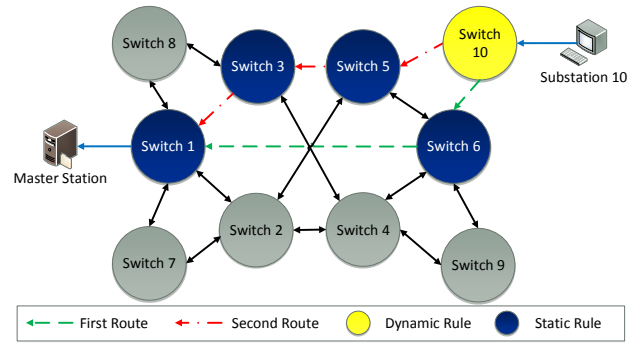 Switch 8
Switch 3
Switch 5
Switch 10
Substation 10
Switch 1
Master Station
Switch 6
Switch 2
Switch 4
Switch 7
Switch 9
First Route
Second Route
Dynamic Rule
Static Rule